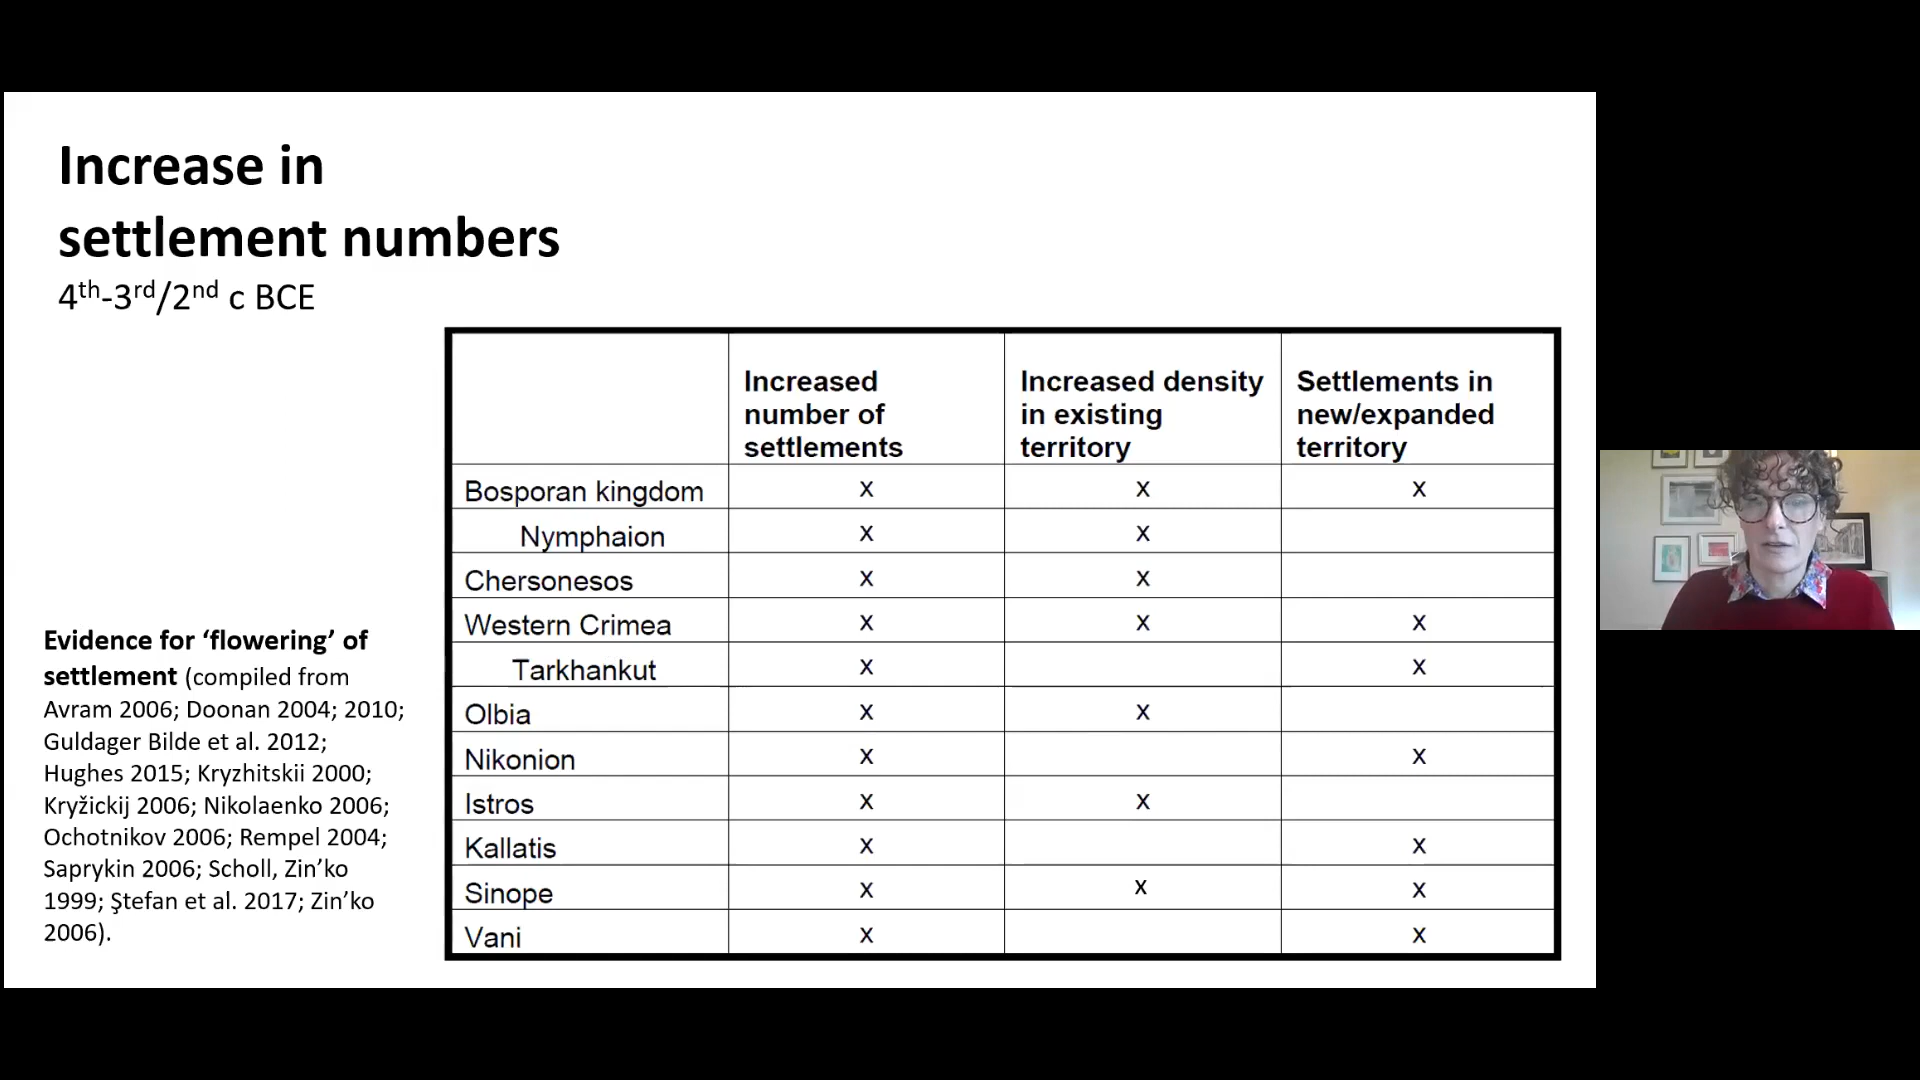 Increase in
settlement numbers
4th-3rd/2nd c BCE
Increased number of settlements Increased density in existing territory Settlements in new/expanded territory
Bosporan kingdom x x x
Nymphaion x x
Chersonesos x x
Western Crimea x x x
Tarkhankut x x
Olbia x x
Nikonion x x
Istros x x
Kallatis x x
Sinope x x x
Vani x x
Evidence for ‘flowering’ of
settlement (compiled from
Avram 2006; Doonan 2004; 2010;
Guldager Bilde et al. 2012;
Hughes 2015; Kryzhitskii 2000;
Kryžickij 2006; Nikolaenko 2006;
Ochotnikov 2006; Rempel 2004;
Saprykin 2006; Scholl, Zin’ko
1999; Ştefan et al. 2017; Zin’ko
2006).